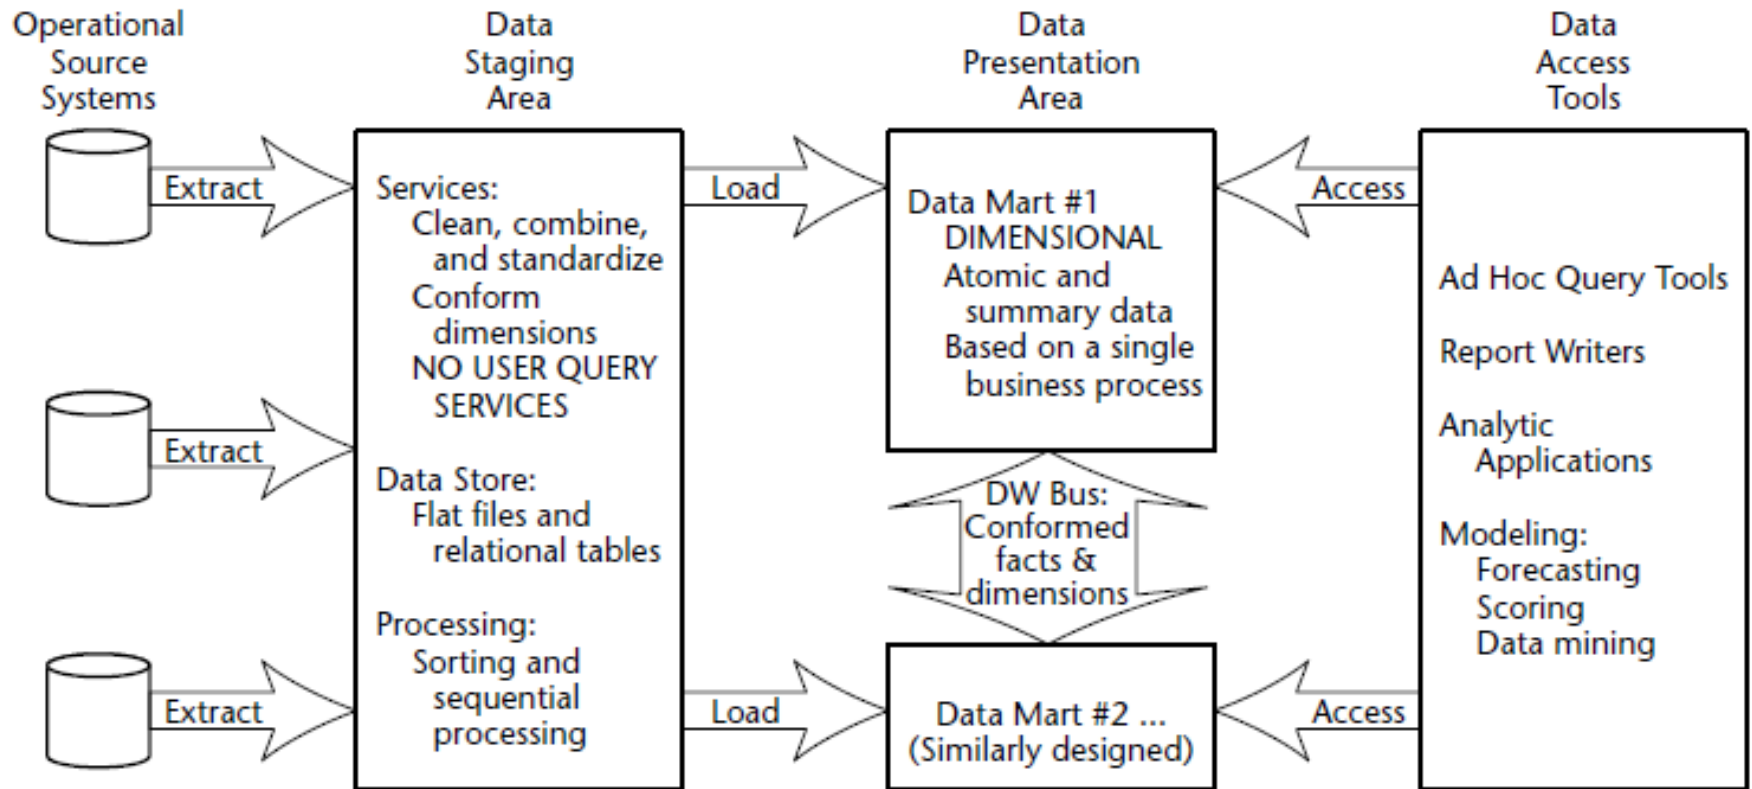 Operational
Source
Systems
Data
Staging
Area
Data
Presentation
Area
Data
Access
Tools
Extract
Extract
Extract
Services:
Clean, combine,
and standardize
Conform
dimensions
NO USER QUERY
SERVICES
Data Store:
Flat files and
relational tables
Processing:
Sorting and
sequential
processing
Load
Load
Data Mart #1
DIMENSIONAL
Atomic and
summary data
Based on a single
business process
DW Bus:
Conformed
facts &
dimensions
Data Mart #2 ...
(Similarly designed)
Access
Access
Ad Hoc Query Tools
Report Writers
Analytic
Applications
Modeling:
Forecasting
Scoring
Data mining